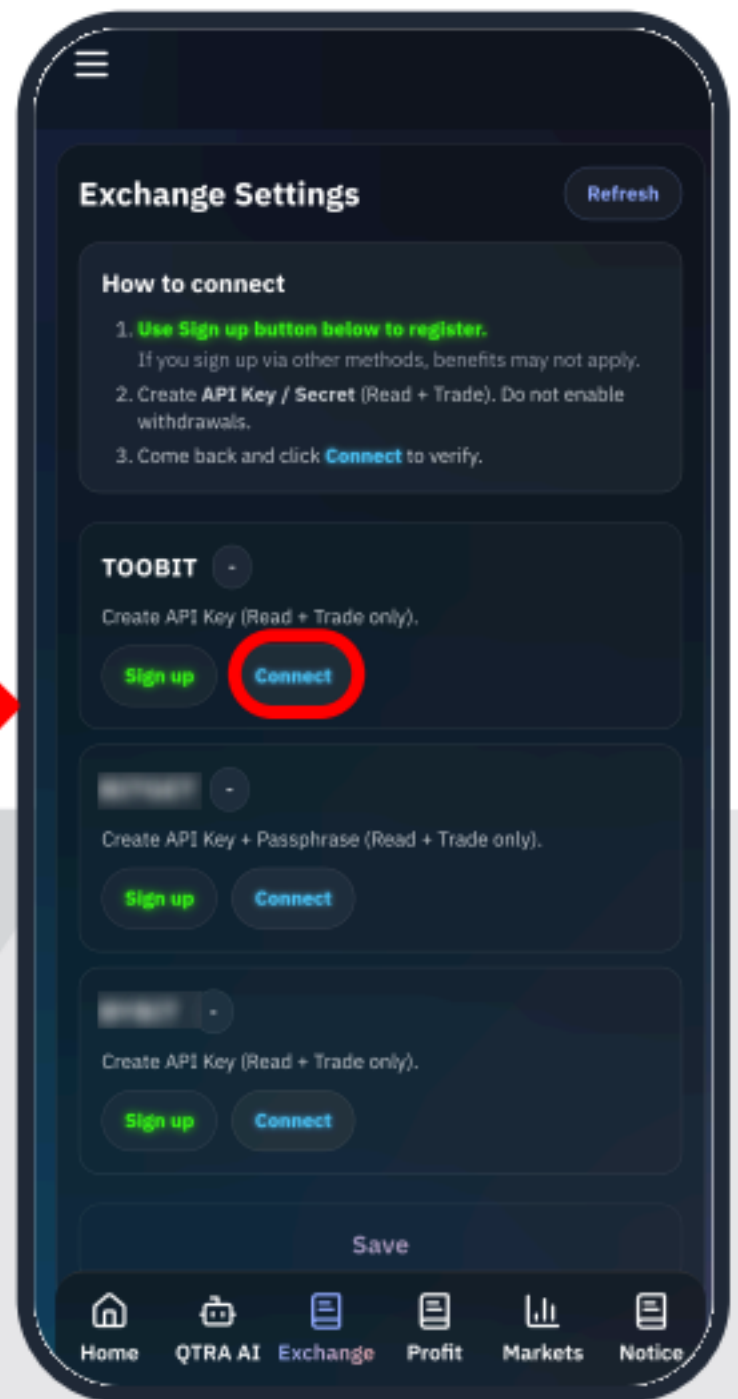 Exchange Settings
Refresh
How to connect
1. Use Sign up button below to register.
If you sign up via other methods, benefits may not apply.
2. Create API Key / Secret (Read + Trade). Do not enable
withdrawals.
3. Come back and click Connect to verify.
TOOBIT -
Create API Key (Read + Trade only).
Sign up Connect
-
Create API Key + Passphrase (Read + Trade only).
Sign up Connect
-
Create API Key (Read + Trade only).
Sign up Connect
Save
Home QTRA AI Exchange Profit Markets Notice